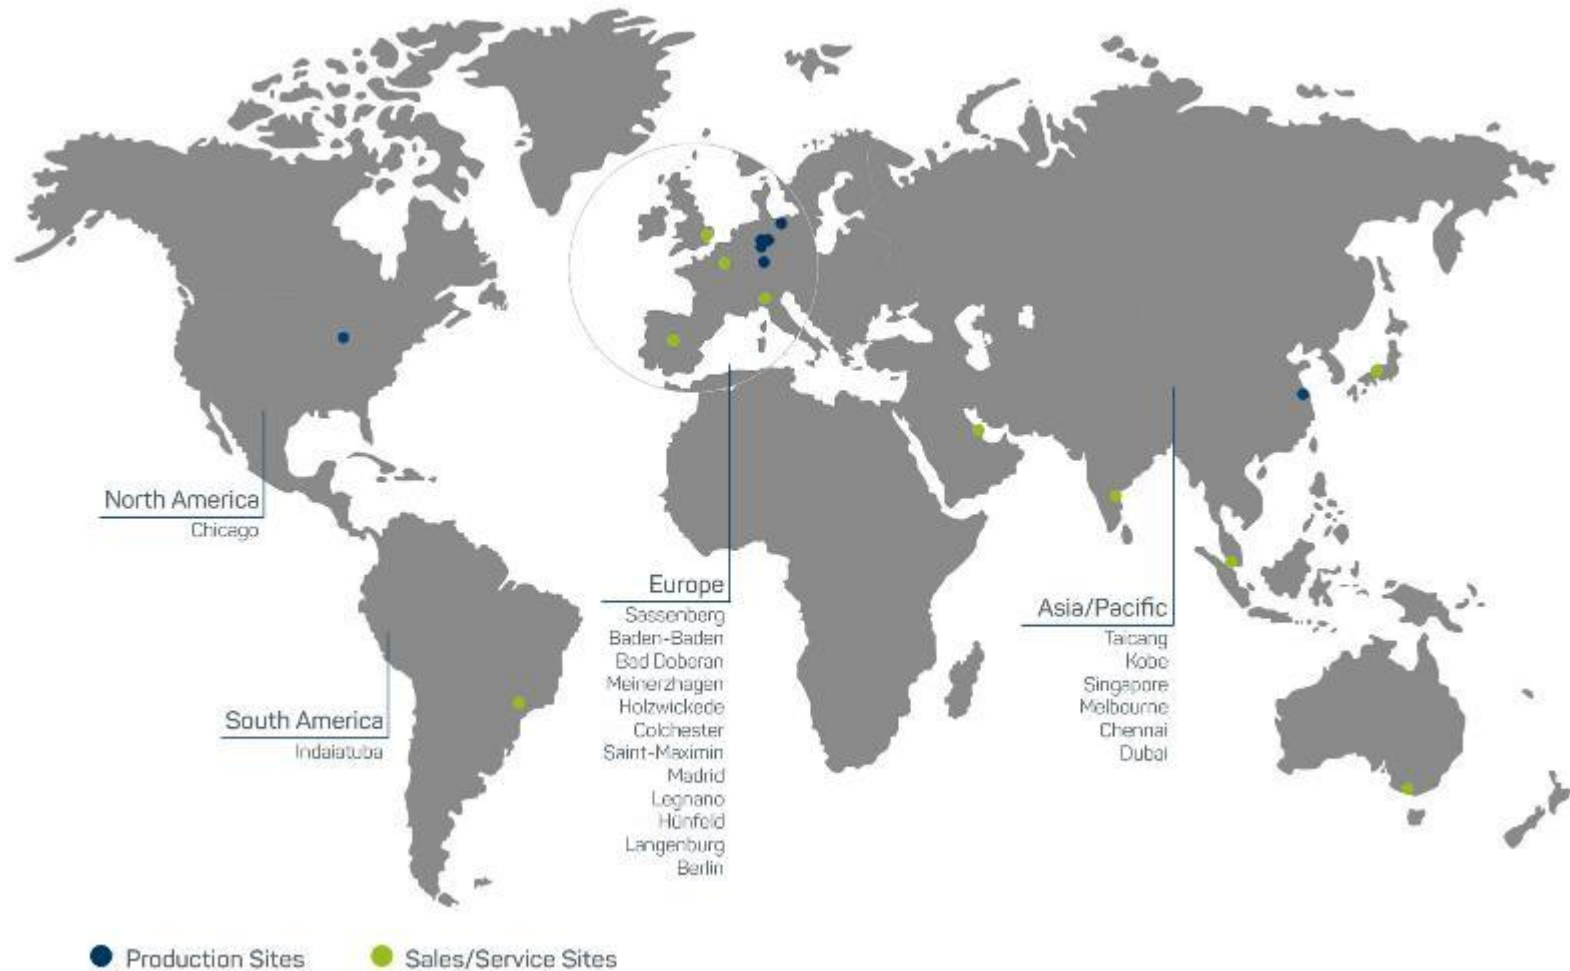 North America
Chicago
South America
Indaiatuba
Europe
Sassenberg
Baden-Baden
Bad Doberan
Meinerzhagen
Holzwickede
Colchester
Saint-Maximin
Madrid
Legnano
Hünfeld
Langenburg
Berlin
Asia/Pacific
Taicang
Kobe
Singapore
Melbourne
Chennai
Dubai
Production Sites
Sales/Service Sites